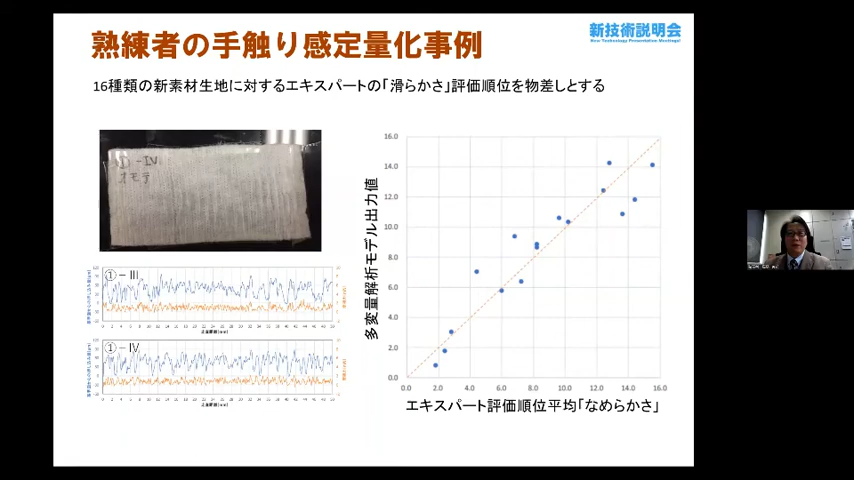 熟練者の手触り感定量化事例
新技術説明会
New Technology Presentation Meetings!
16種類の新素材生地に対するエキスパートの「滑らかさ」評価順位を物差しとする
①-IV
オモテ
①-III
①-IV
多変量解析モデル出力値
16.0
14.0
12.0
10.0
8.0
6.0
4.0
2.0
0.0
0.0 2.0 4.0 6.0 8.0 10.0 12.0 14.0 16.0
エキスパート評価順位平均「なめらかさ」